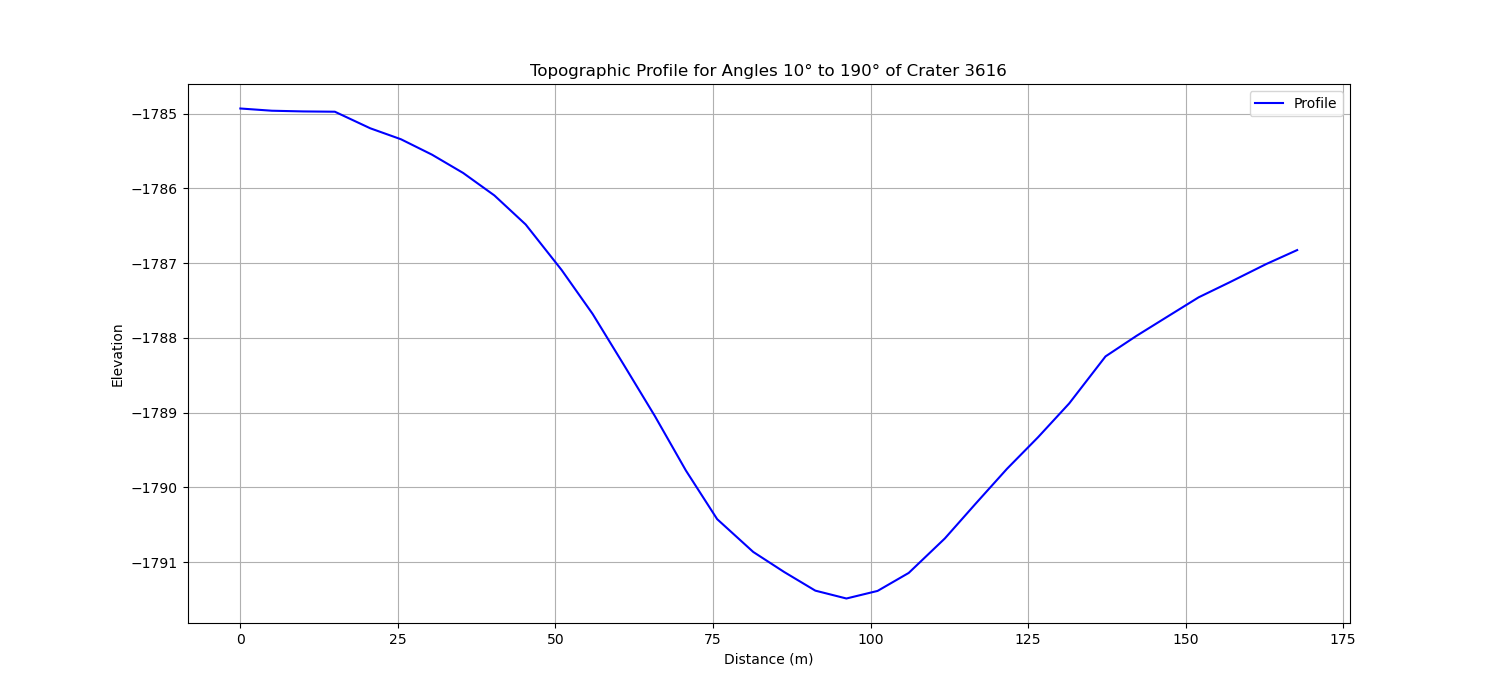 Topographic Profile for Angles 10° to 190° of Crater 3616
Profile
−1785
−1786
−1787
−1788
−1789
−1790
−1791
Elevation
0 25 50 75 100 125 150 175
Distance (m)